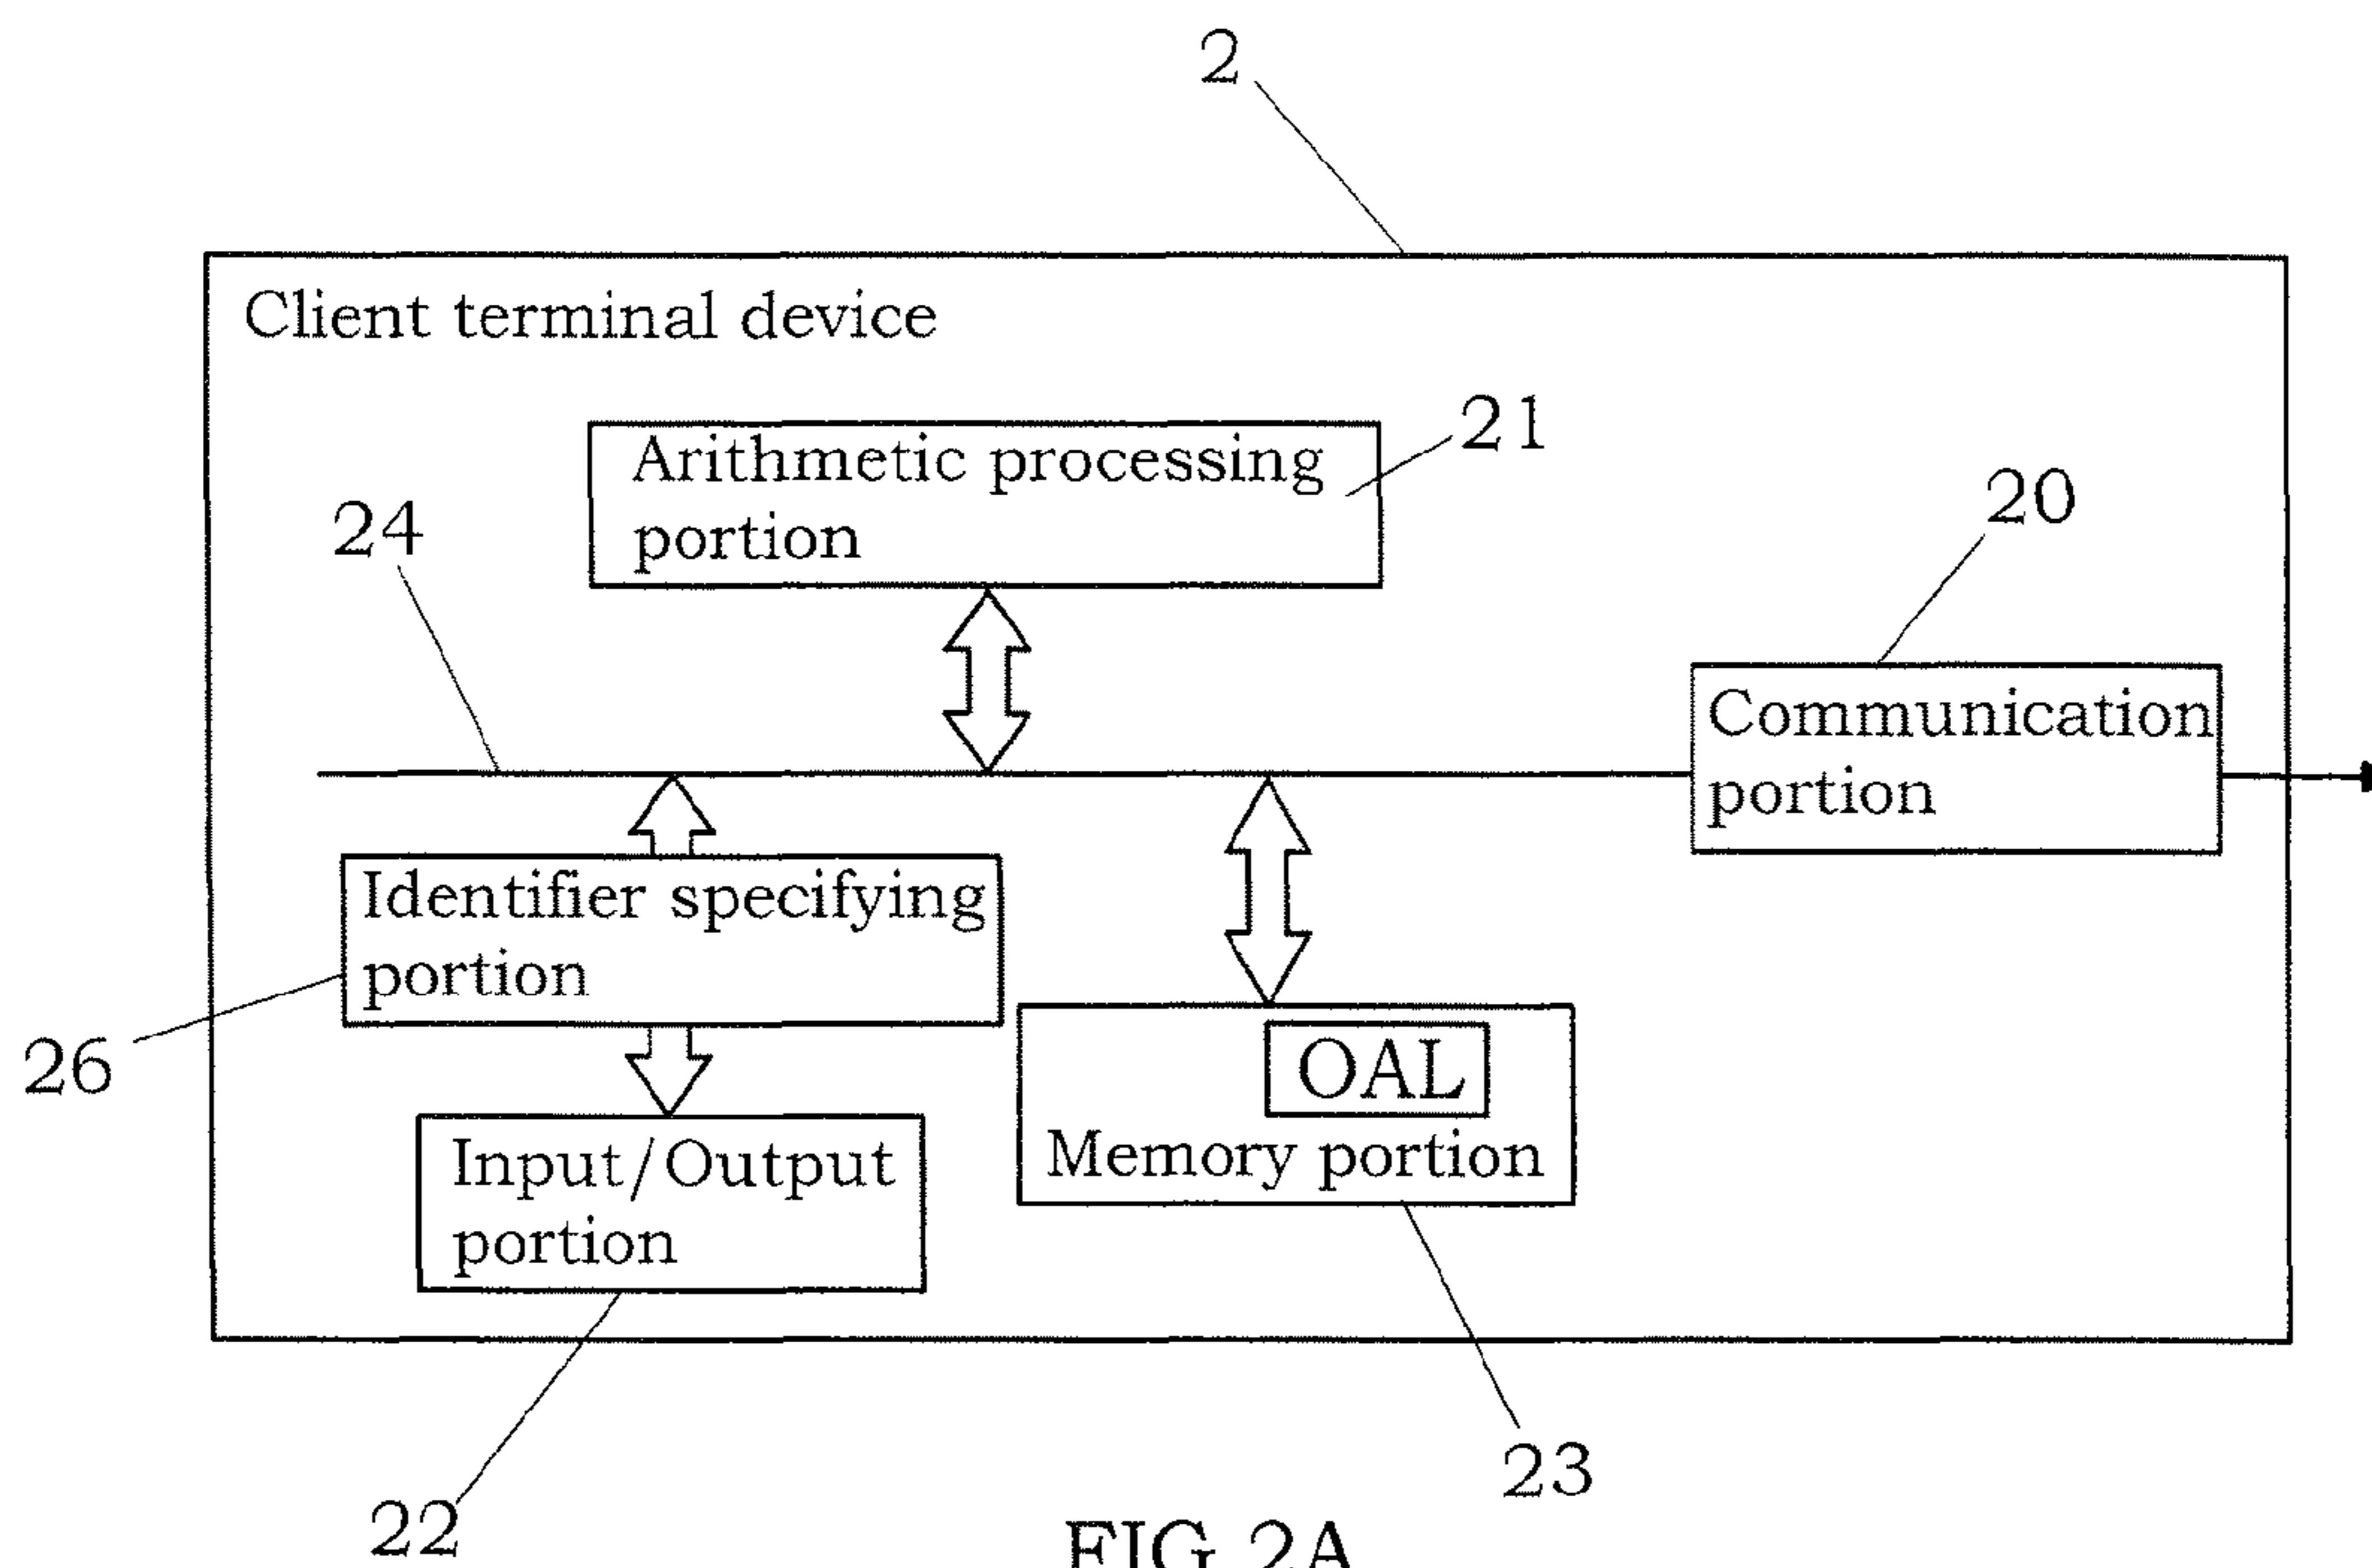 2
Client terminal device
Arithmetic processing
portion
21
24
20
Communication
portion
Identifier specifying
portion
26
OAL
Memory portion
Input/Output
portion
23
22
FIG.2A